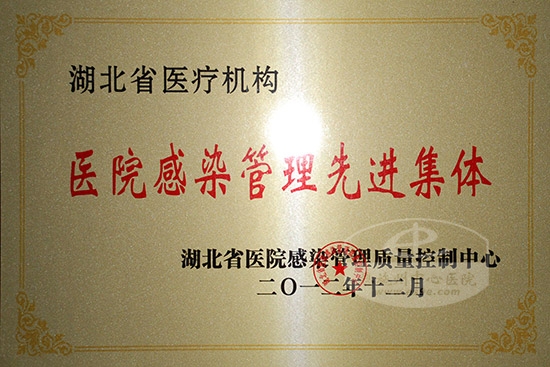 湖北省医疗机构
医院感染管理先进集体
湖北省医院感染管理质量控制中心
二〇一二年十二月